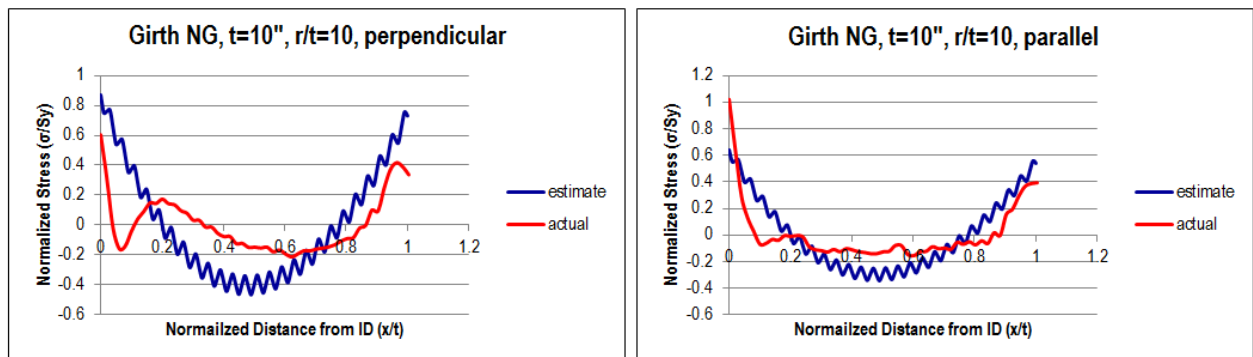 Girth NG, t=10", r/t=10, perpendicular
Normalized Stress (σ/Sy)
1
0.8
0.6
0.4
0.2
0
-0.2
-0.4
-0.6
0 0.2 0.4 0.6 0.8 1 1.2
estimate
actual
Normailzed Distance from ID (x/t)
Girth NG, t=10", r/t=10, parallel
Normalized Stress (σ/Sy)
1.2
1
0.8
0.6
0.4
0.2
0
-0.2
-0.4
-0.6
0 0.2 0.4 0.6 0.8 1 1.2
estimate
actual
Normailzed Distance from ID (x/t)